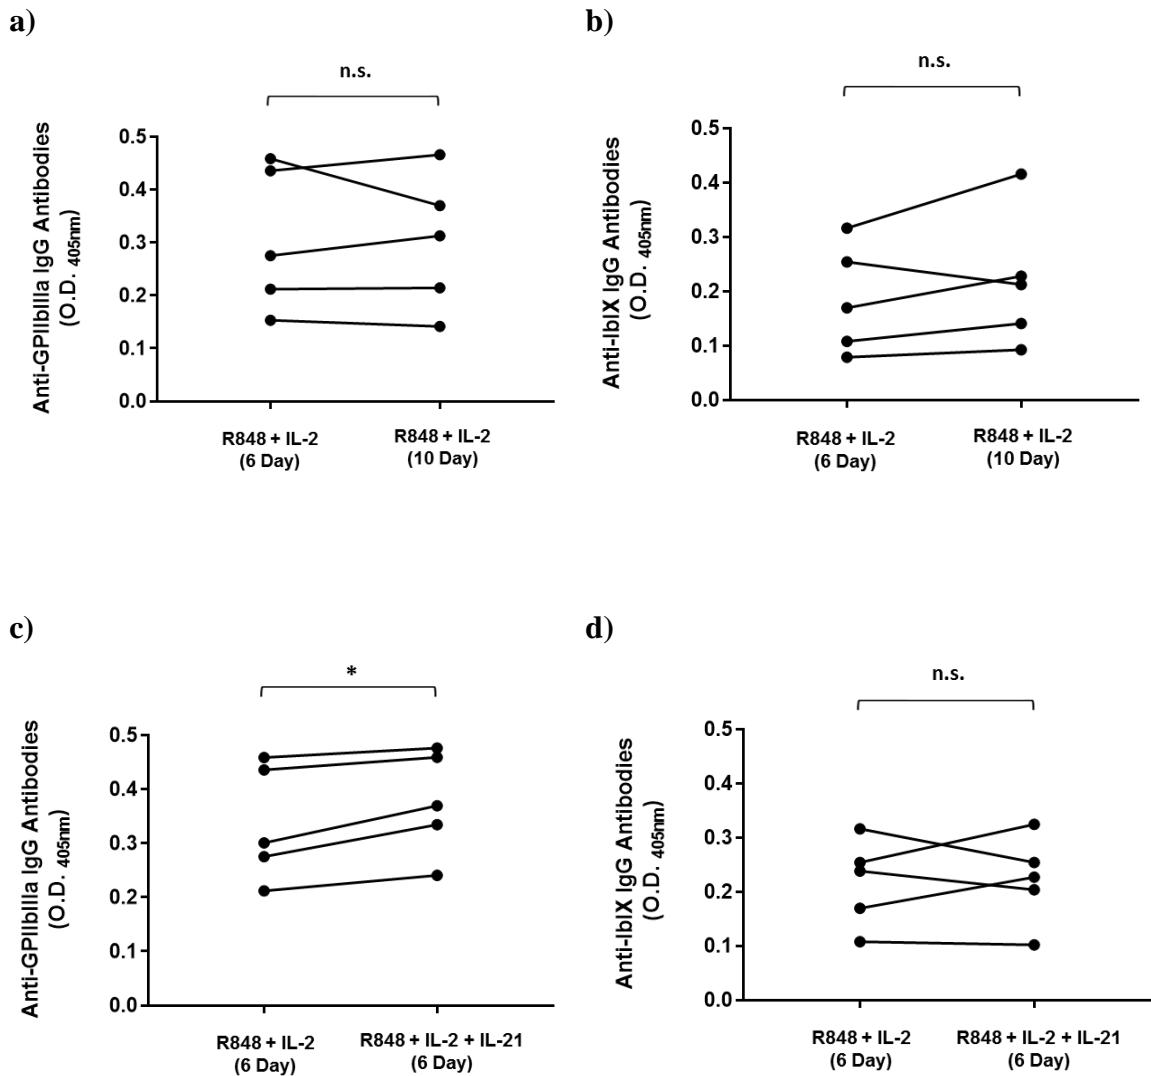 a)
n.s.
Anti-GPIIbIIIa IgG Antibodies
(O.D. 405nm)
0.5
0.4
0.3
0.2
0.1
0.0
R848 + IL-2
(6 Day)
R848 + IL-2
(10 Day)
b)
n.s.
Anti-IbIX IgG Antibodies
(O.D. 405nm)
0.5
0.4
0.3
0.2
0.1
0.0
R848 + IL-2
(6 Day)
R848 + IL-2
(10 Day)
c)
*
Anti-GPIIbIIIa IgG Antibodies
(O.D. 405nm)
0.5
0.4
0.3
0.2
0.1
0.0
R848 + IL-2
(6 Day)
R848 + IL-2 + IL-21
(6 Day)
d)
n.s.
Anti-IbIX IgG Antibodies
(O.D. 405nm)
0.5
0.4
0.3
0.2
0.1
0.0
R848 + IL-2
(6 Day)
R848 + IL-2 + IL-21
(6 Day)